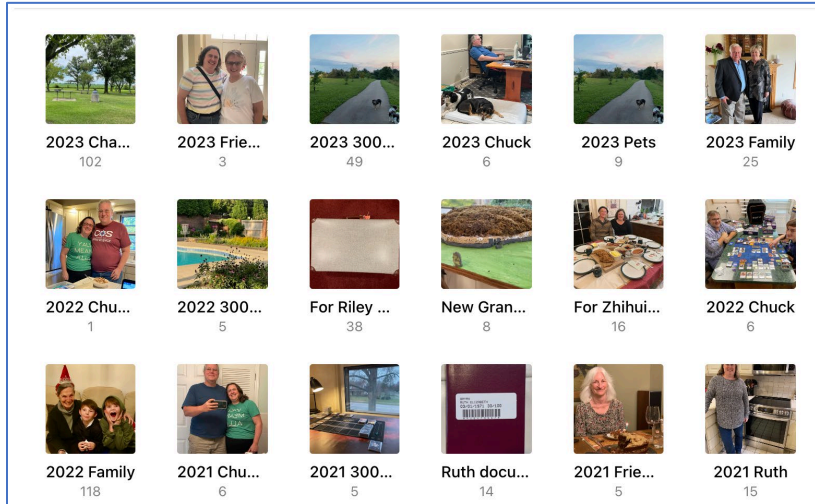 2023 Cha...
102
2023 Frie...
3
2023 300...
49
2023 Chuck
6
2023 Pets
9
2023 Family
25
COS
2022 Chu...
1
2022 300...
5
For Riley ...
38
New Gran...
8
For Zhihui...
16
2022 Chuck
6
2022 Family
118
2021 Chu...
6
2021 300...
5
Ruth docu...
14
2021 Frie...
5
2021 Ruth
15